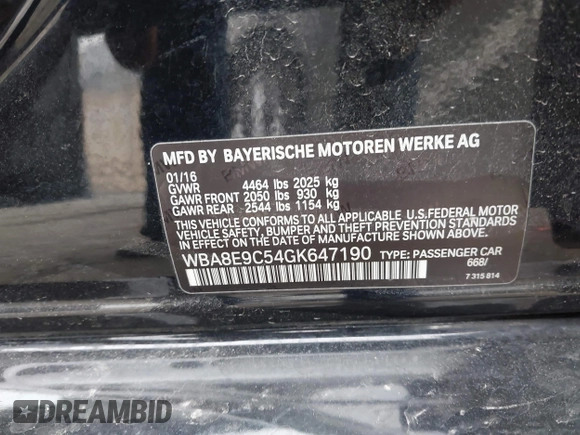 MFD BY BAYERISCHE MOTOREN WERKE AG
01/16
GVWR 4464 lbs 2025 kg
GAWR FRONT 2050 lbs 930 kg
GAWR REAR 2544 lbs 1154 kg
THIS VEHICLE CONFORMS TO ALL APPLICABLE U.S.FEDERAL MOTOR
VEHICLE SAFETY, BUMPER AND THEFT PREVENTION STANDARDS
IN EFFECT ON THE DATE OF MANUFACTURE SHOWN ABOVE.
WBA8E9C54GK647190 TYPE: PASSENGER CAR
668/
7 315 814
DREAMBID